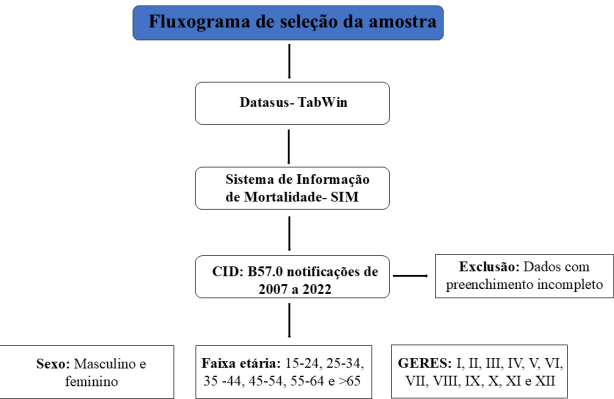 Fluxograma de seleção da amostra
Datasus- TabWin
Sistema de Informação
de Mortalidade- SIM
CID: B57.0 notificações de
2007 a 2022
Exclusão: Dados com
preenchimento incompleto
Sexo: Masculino e
feminino
Faixa etária: 15-24, 25-34,
35 -44, 45-54, 55-64 e >65
GERES: I, II, III, IV, V, VI,
VII, VIII, IX, X, XI e XII